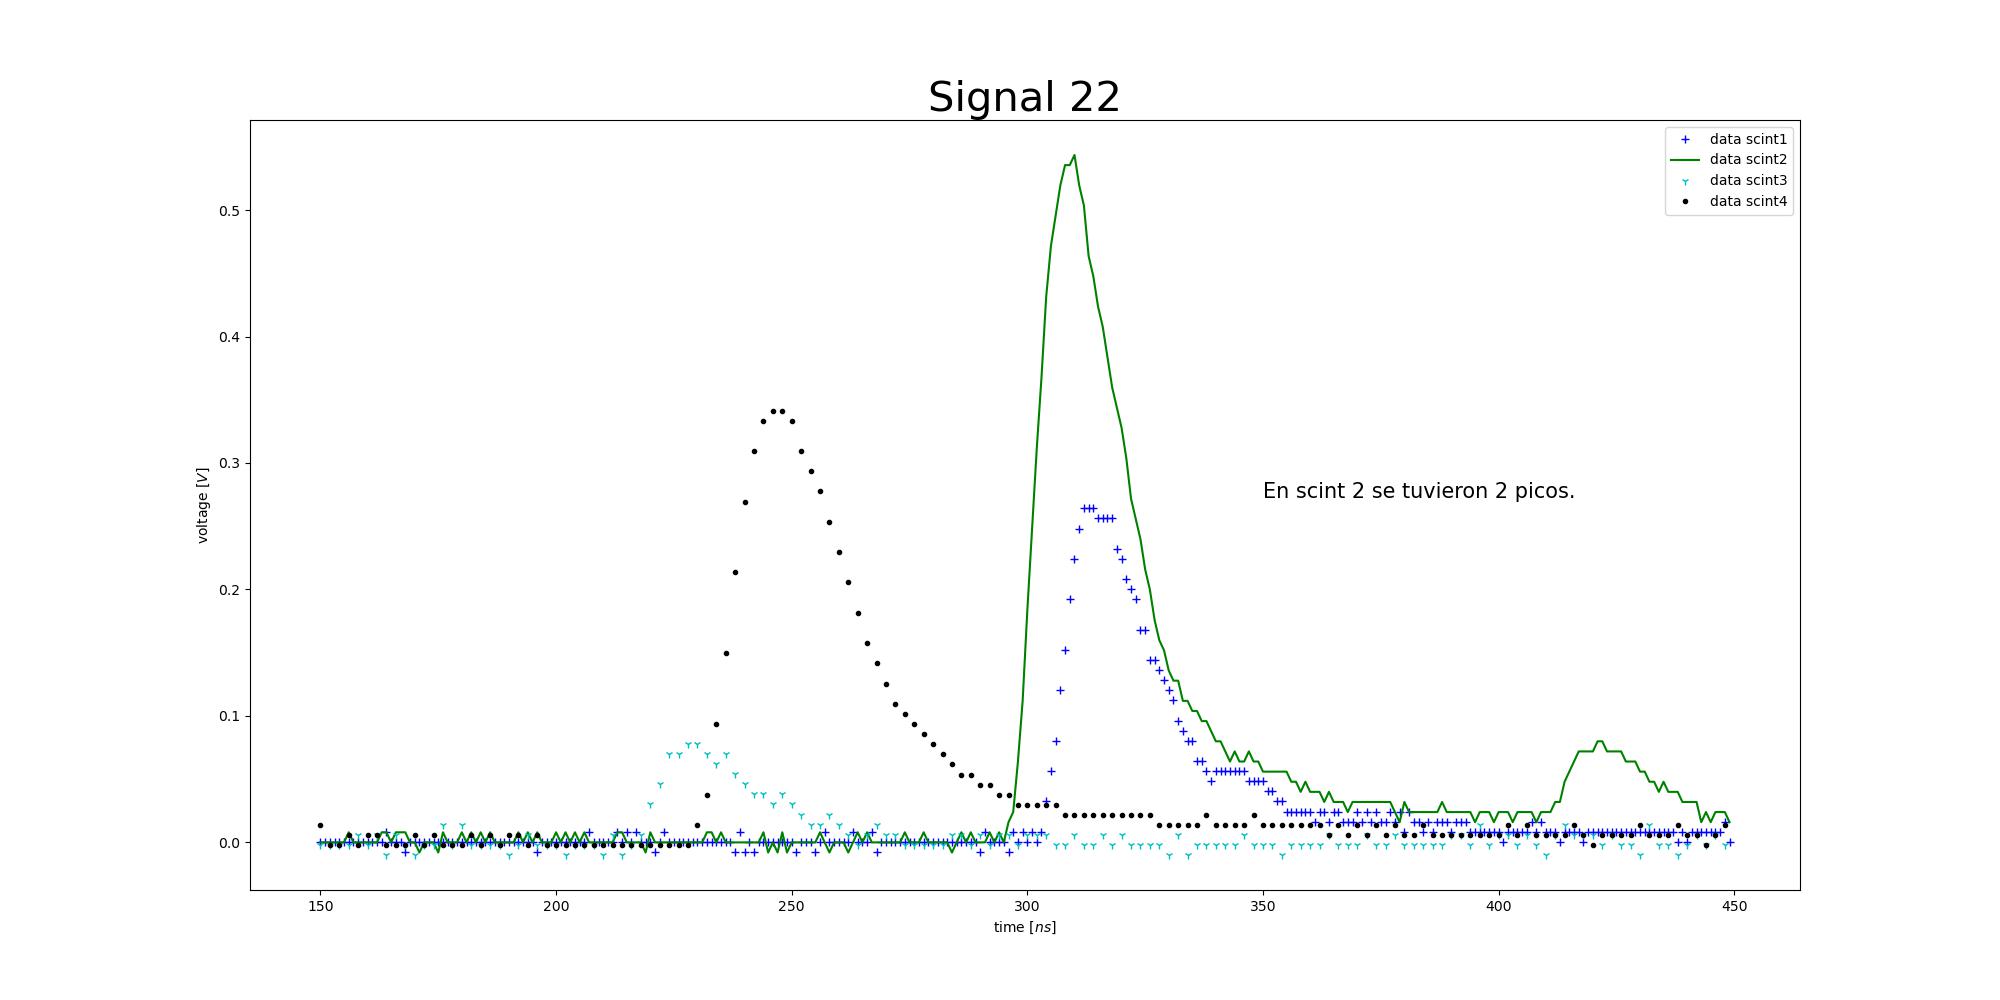 Signal 22
data scint1
data scint2
data scint3
data scint4
0.5
0.4
0.3
0.2
0.1
0.0
voltage [V]
En scint 2 se tuvieron 2 picos.
150 200 250 300 350 400 450
time [ns]